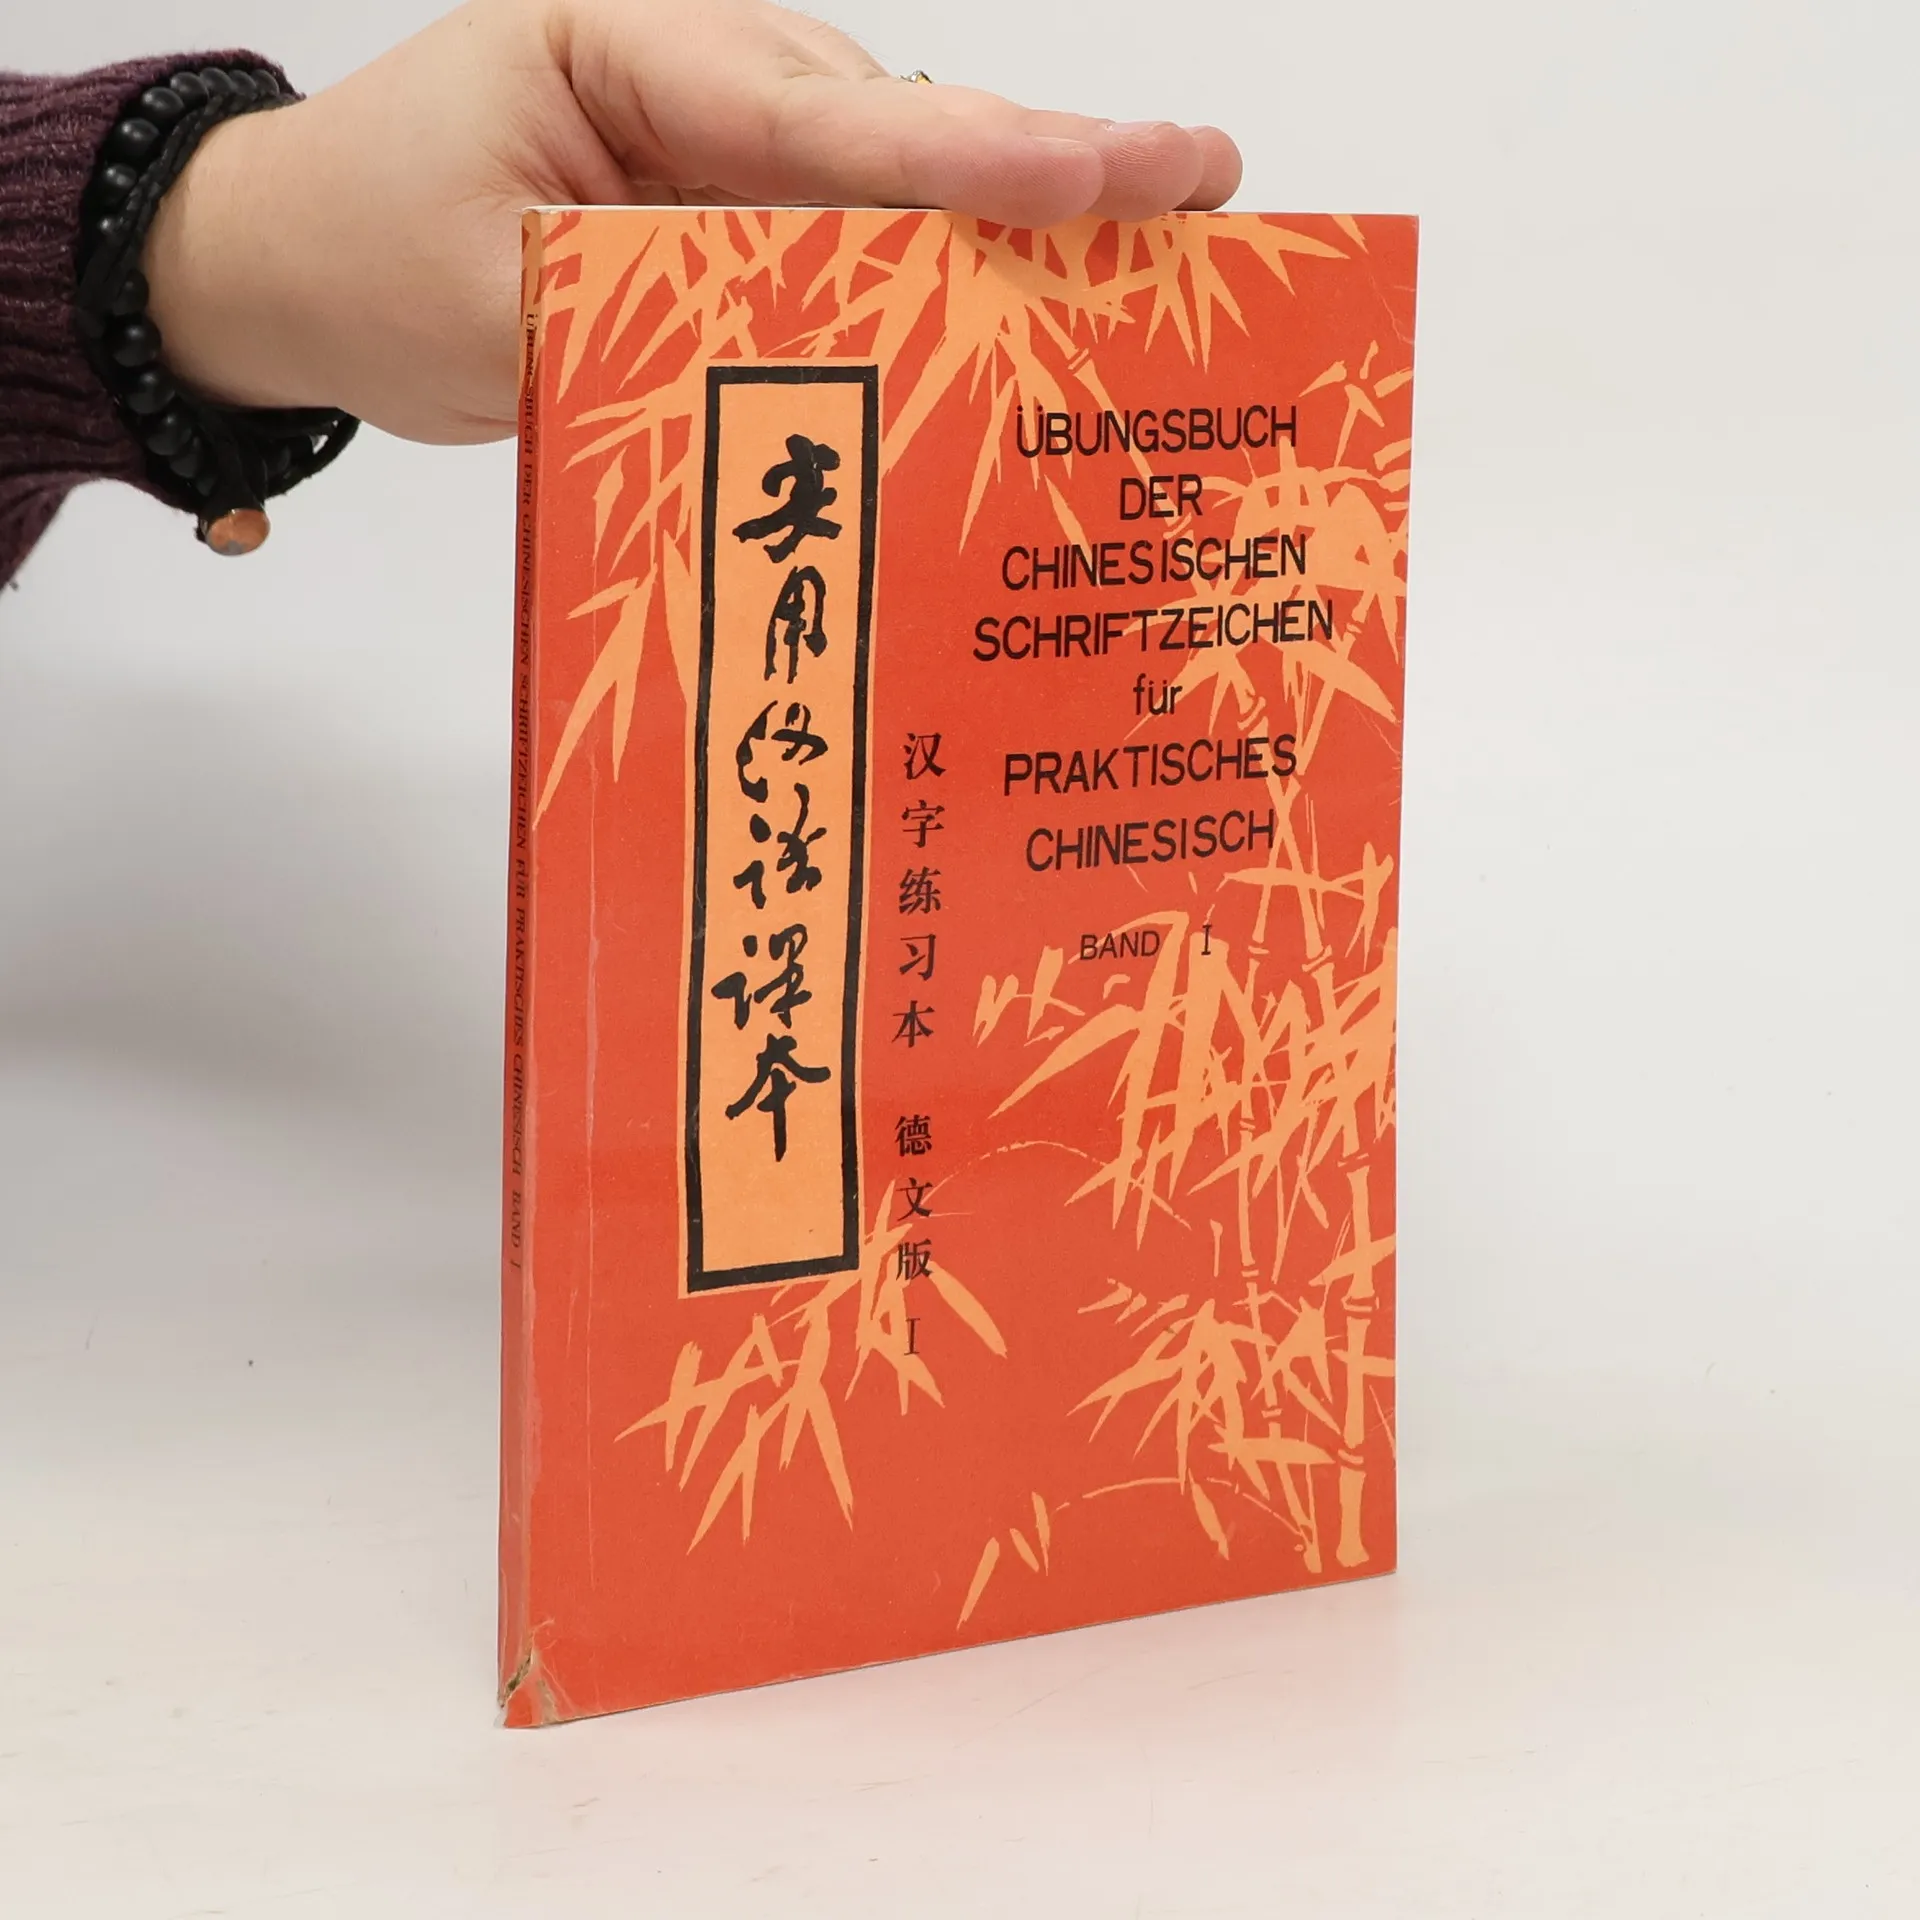 实用汉语课本
汉字练习本 德文版 I
ÜBUNGSBUCH
DER
CHINESISCHEN
SCHRIFTZEICHEN
für
PRAKTISCHES
CHINESISCH
BAND I
ÜBUNGSBUCH DER CHINESISCHEN SCHRIFTZEICHEN FÜR PRAKTISCHES CHINESISCH BAND I